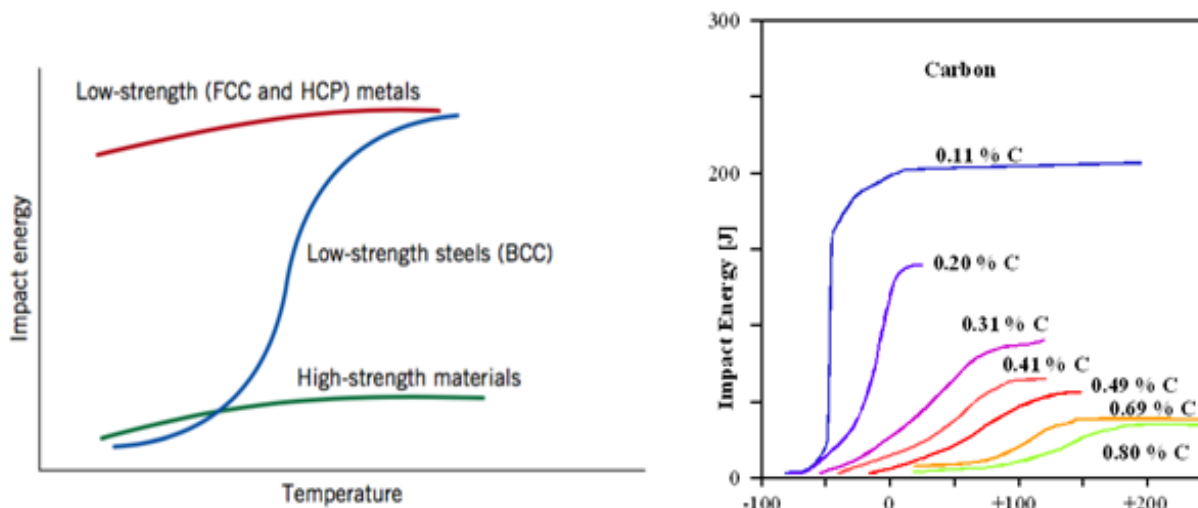 Low-strength (FCC and HCP) metals
Impact energy
Low-strength steels (BCC)
High-strength materials
Temperature
300
Carbon
0.11 % C
200
Impact Energy [J]
0.20 % C
0.31 % C
0.41 % C
0.49 % C
0.69 % C
0.80 % C
0
-100
0
+100
+200